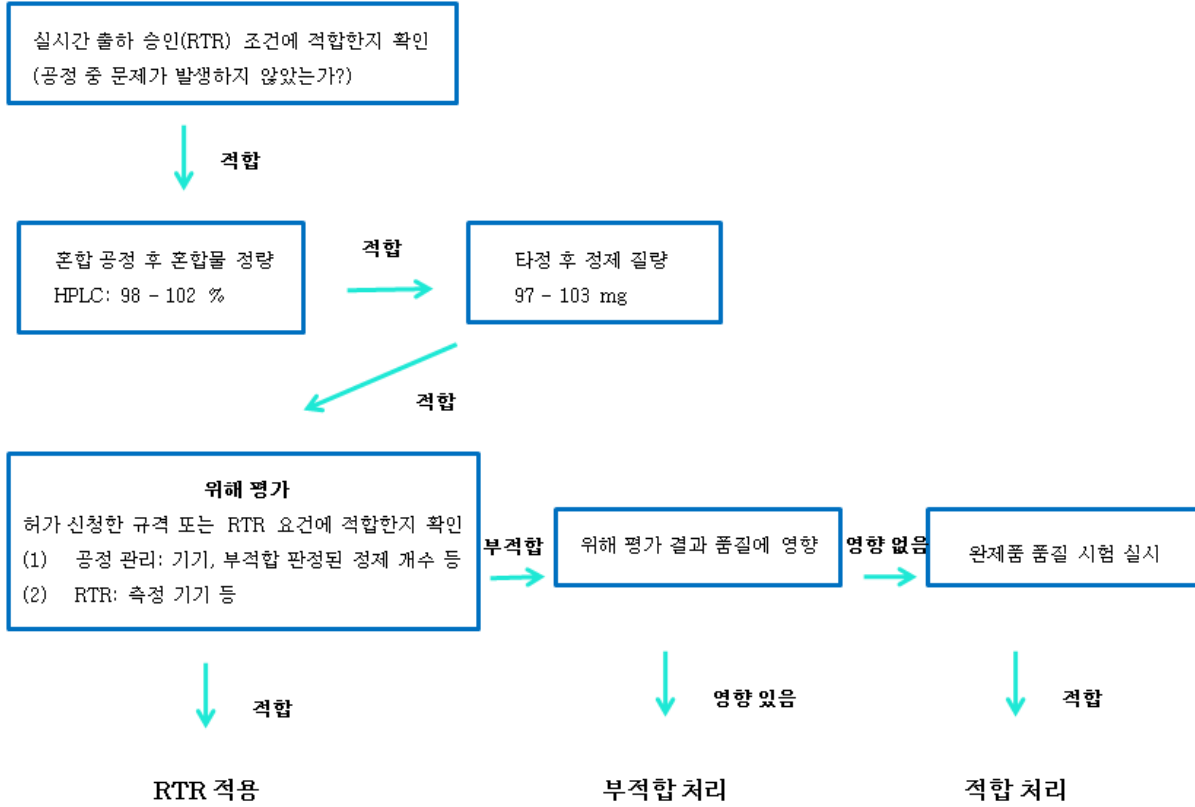 실시간 출하 승인(RTR) 조건에 적합한지 확인
(공정 중 문제가 발생하지 않았는가?)
적합
혼합 공정 후 혼합물 정량
HPLC: 98 - 102 %
적합
타정 후 정제 질량
97 - 103 mg
적합
위해 평가
허가 신청한 규격 또는 RTR 요건에 적합한지 확인
(1) 공정 관리: 기기, 부적합 판정된 정제 개수 등
(2) RTR: 측정 기기 등
부적합
위해 평가 결과 품질에 영향
영향 없음
완제품 품질 시험 실시
적합
영향 있음
적합
RTR 적용
부적합 처리
적합 처리